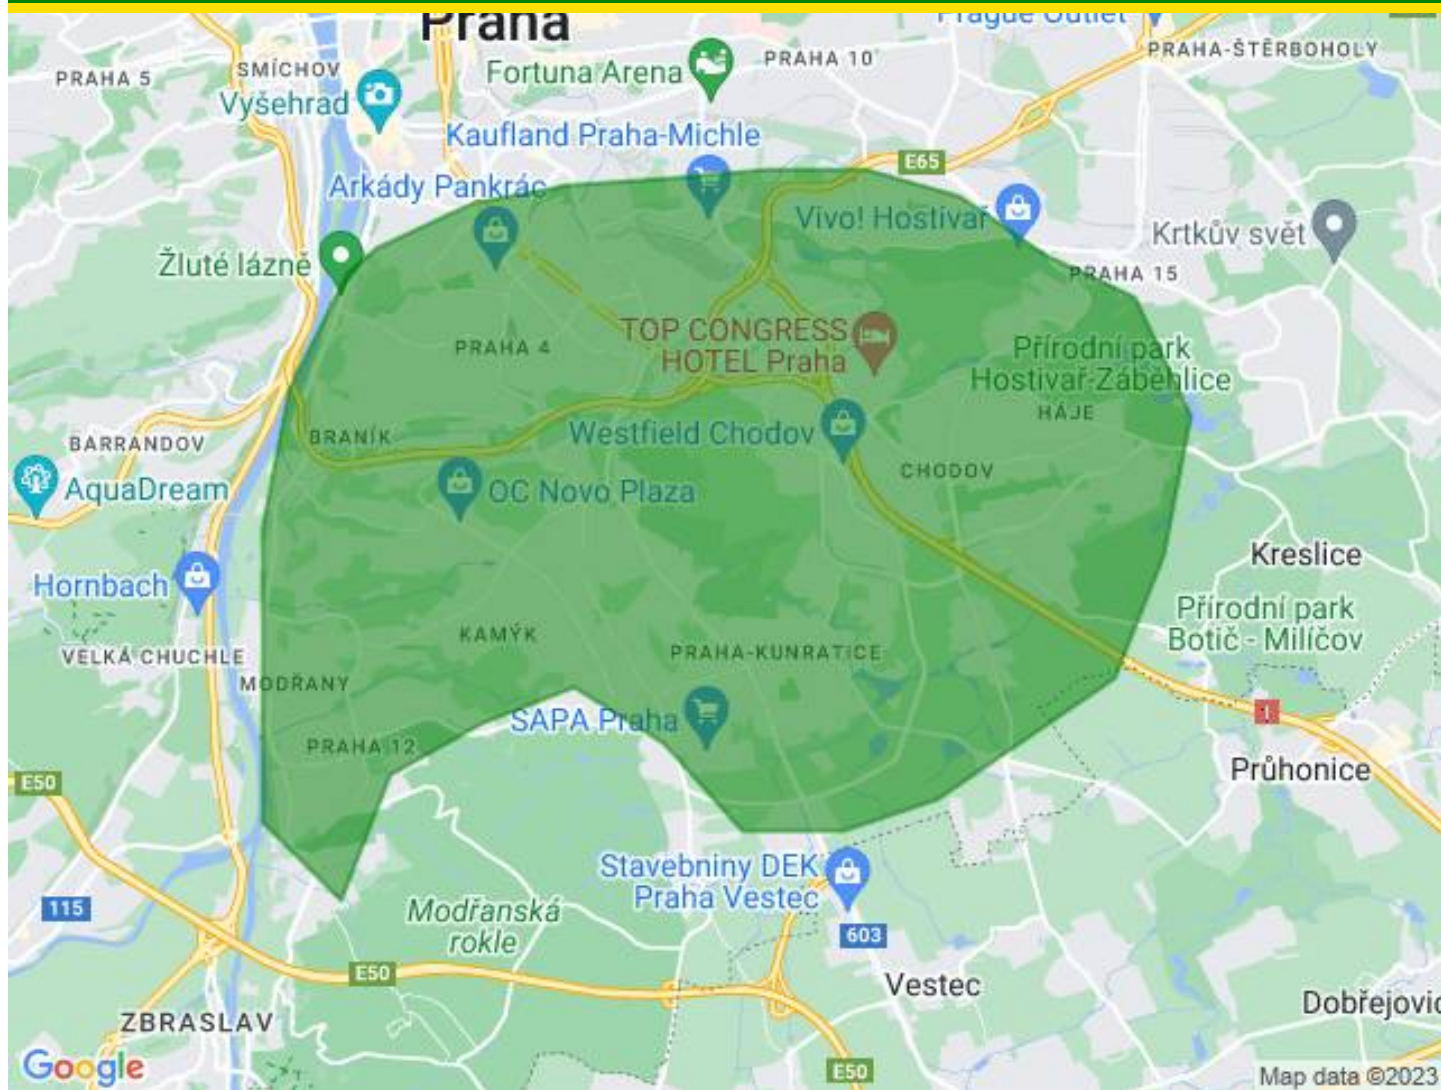 Praha
Prague Outlet
PRAHA 5
SMÍCHOV
Vyšehrad
Fortuna Arena
PRAHA 10
PRAHA-ŠTĚRBOHOLY
Kaufland Praha-Michle
E65
Arkády Pankrác
Vivo! Hostivař
Krtkův svět
Žluté lázně
PRAHA 15
PRAHA 4
TOP CONGRESS
HOTEL Praha
Přírodní park
Hostivař-Záběhlice
HÁJE
BARRANDOV
BRANÍK
Westfield Chodov
CHODOV
AquaDream
OC Novo Plaza
Kreslice
Hornbach
Přírodní park
Botič - Milíčov
KAMÝK
VELKÁ CHUCHLE
PRAHA-KUNRATICE
MODŘANY
SAPA Praha
1
PRAHA 12
Průhonice
E50
Stavebniny DEK
Praha Vestec
115
Modřanská
rokle
603
E50
Vestec
Dobřejovic
ZBRASLAV
Google
E50
Map data ©2023